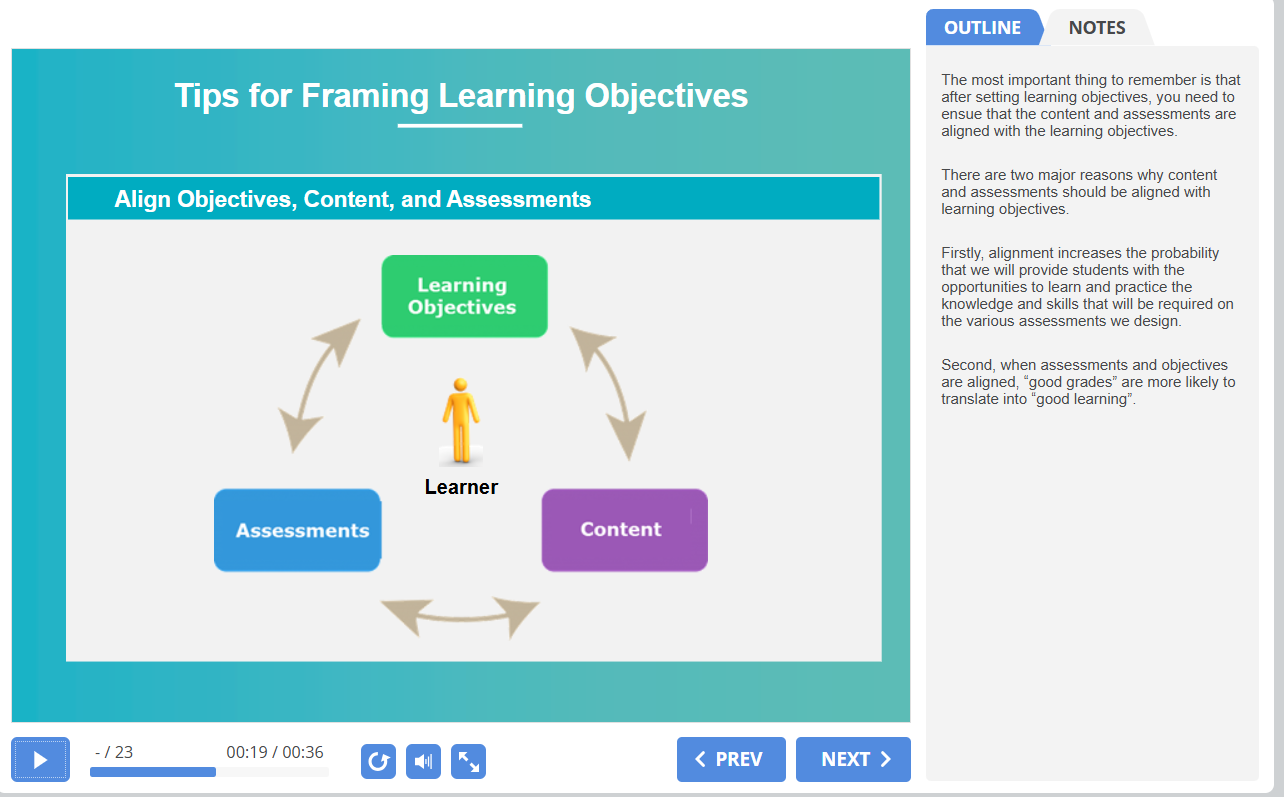 OUTLINE
NOTES
Tips for Framing Learning Objectives
Align Objectives, Content, and Assessments
Learning
Objectives
Learner
Assessments
Content
- / 23
00:19 / 00:36
PREV
NEXT
The most important thing to remember is that
after setting learning objectives, you need to
ensue that the content and assessments are
aligned with the learning objectives.
There are two major reasons why content
and assessments should be aligned with
learning objectives.
Firstly, alignment increases the probability
that we will provide students with the
opportunities to learn and practice the
knowledge and skills that will be required on
the various assessments we design.
Second, when assessments and objectives
are aligned, “good grades” are more likely to
translate into “good learning”.